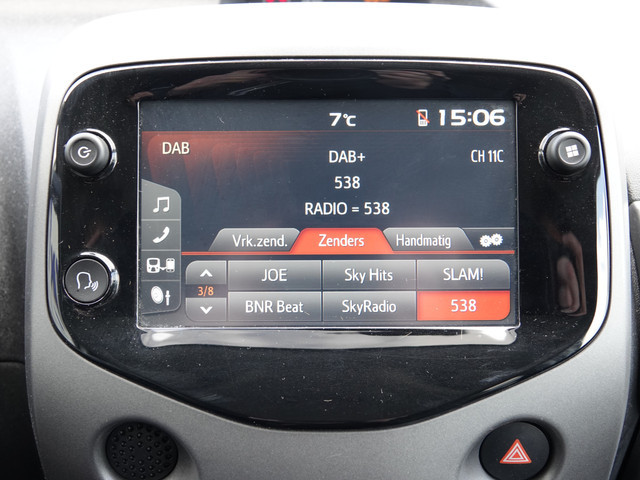 7°c 15:06
DAB
DAB+ CH 11C
538
RADIO = 538
Vrk.zend. Zenders Handmatig
JOE Sky Hits SLAM!
3/8
BNR Beat SkyRadio 538